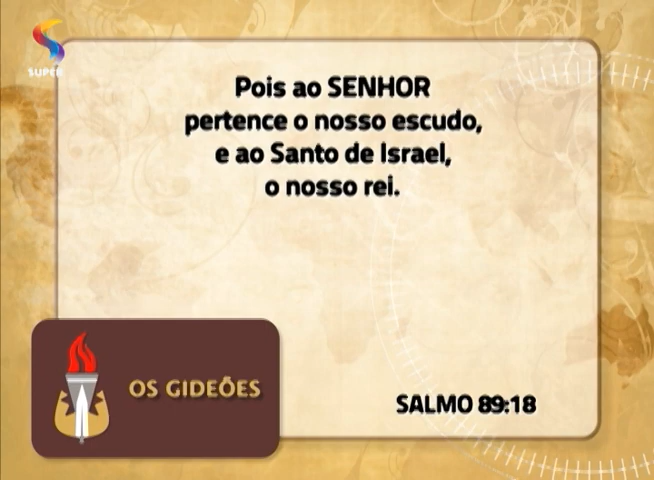 SUPER
Pois ao SENHOR
pertence o nosso escudo,
e ao Santo de Israel,
o nosso rei.
OS GIDEÕES
SALMO 89:18